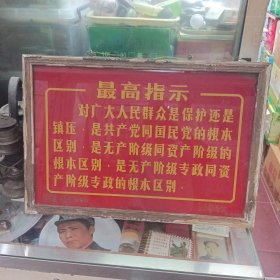 最高指示
对广大人民群众是保护还是
镇压，是共产党同国民党的根本
区别，是无产阶级同资产阶级的
根本区别，是无产阶级专政同资
产阶级专政的根本区别。